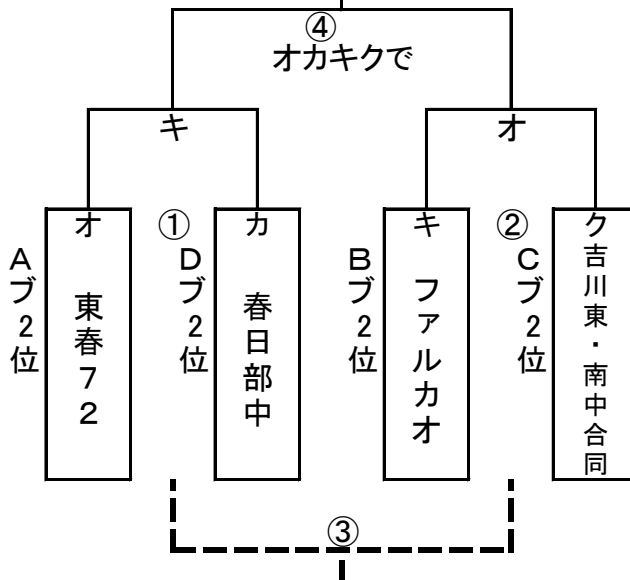 ④
オカキクで
キ
オ
①
②
Aブ2位
オ 東春72
Dブ2位
カ 春日部中
Bブ2位
キ ファルカオ
Cブ2位
ク吉川東・南中合同
③